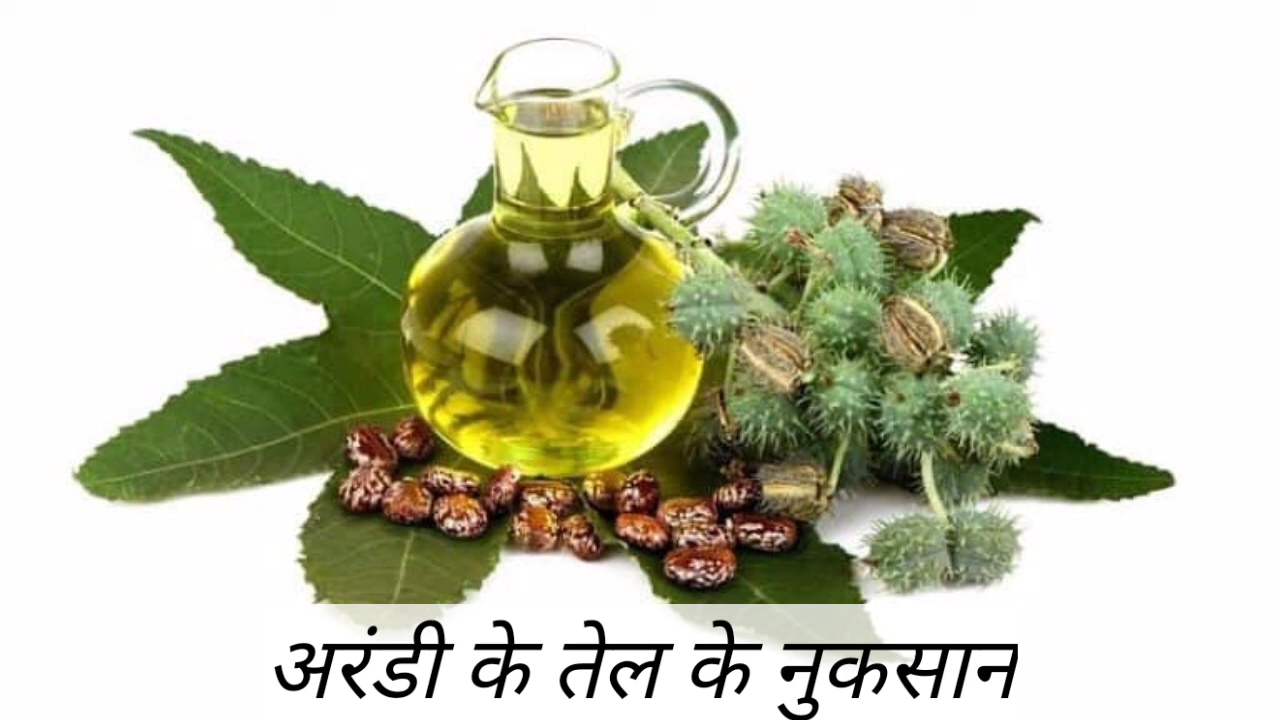 अरंडी के तेल के नुकसान